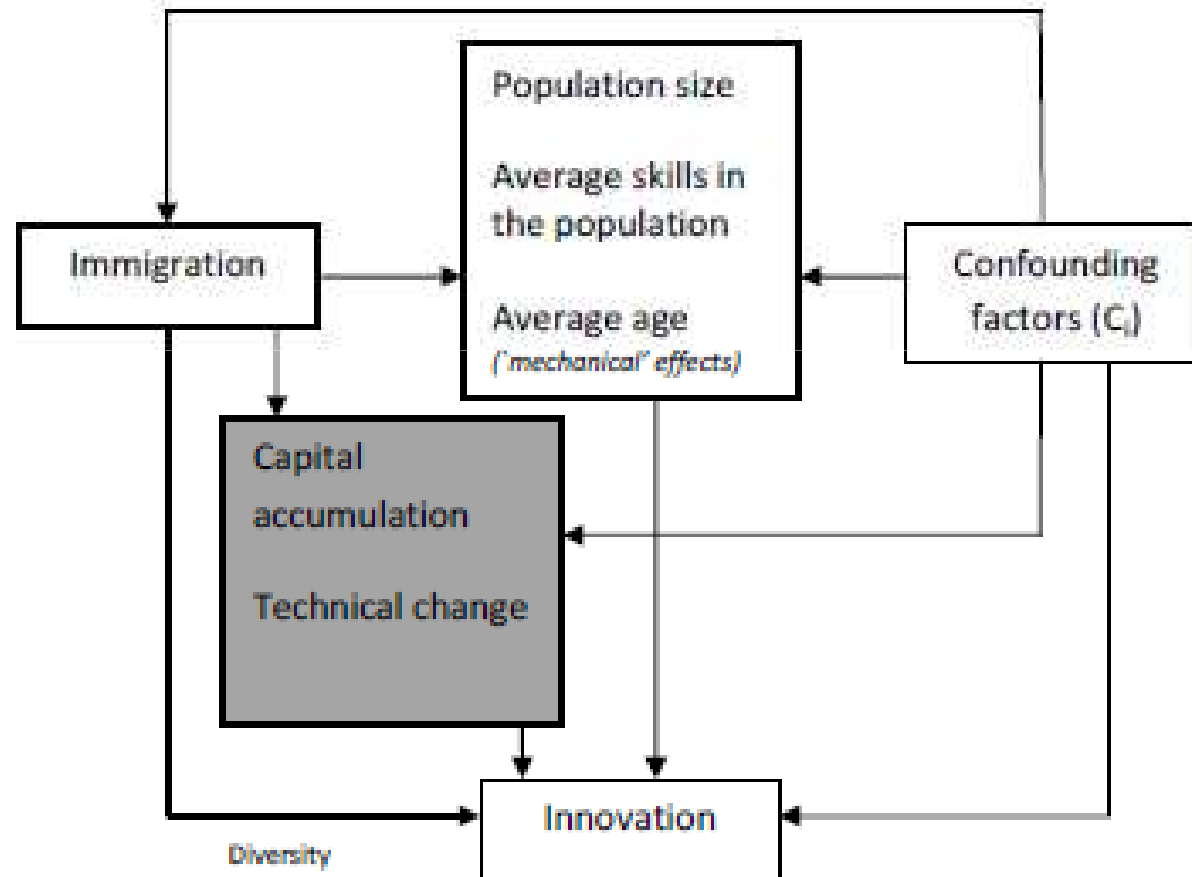 Population size
Average skills in
the population
Average age
(`mechanical' effects)
Immigration
Confounding
factors (Cᵢ)
Capital
accumulation
Technical change
Innovation
Diversity